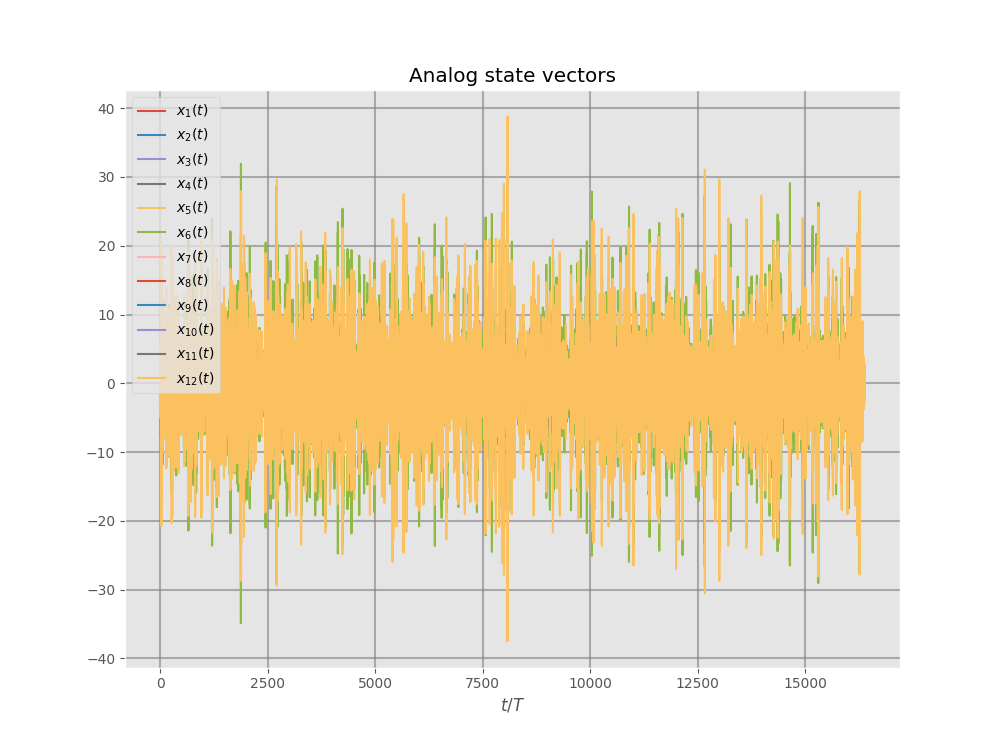 Analog state vectors
40
30
20
10
0
−10
−20
−30
−40
x₁(t)
x₂(t)
x₃(t)
x₄(t)
x₅(t)
x₆(t)
x₇(t)
x₈(t)
x₉(t)
x₁₀(t)
x₁₁(t)
x₁₂(t)
0 2500 5000 7500 10000 12500 15000
t/T